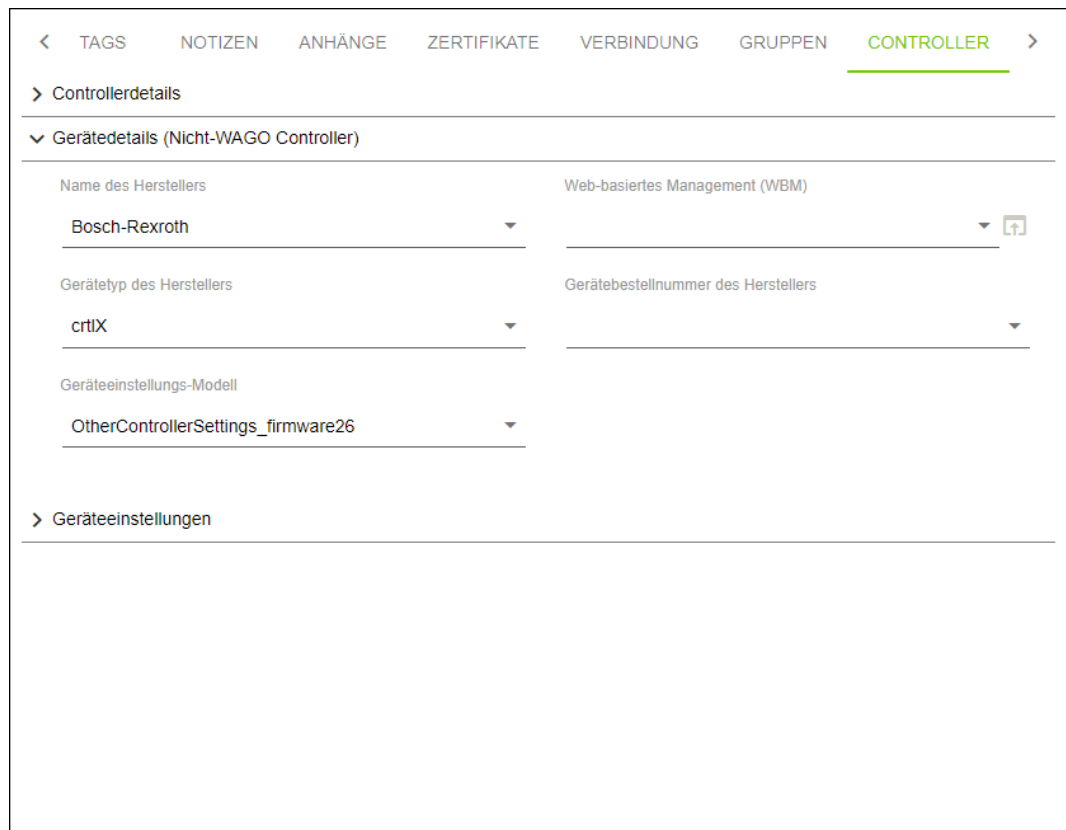 TAGS NOTIZEN ANHÄNGE ZERTIFIKATE VERBINDUNG GRUPPEN CONTROLLER
Controllerdetails
Gerätedetails (Nicht-WAGO Controller)
Name des Herstellers Web-basiertes Management (WBM)
Bosch-Rexroth
Gerätetyp des Herstellers Gerätebestellnummer des Herstellers
crtlX
Geräteeinstellungs-Modell
OtherControllerSettings_firmware26
Geräteeinstellungen